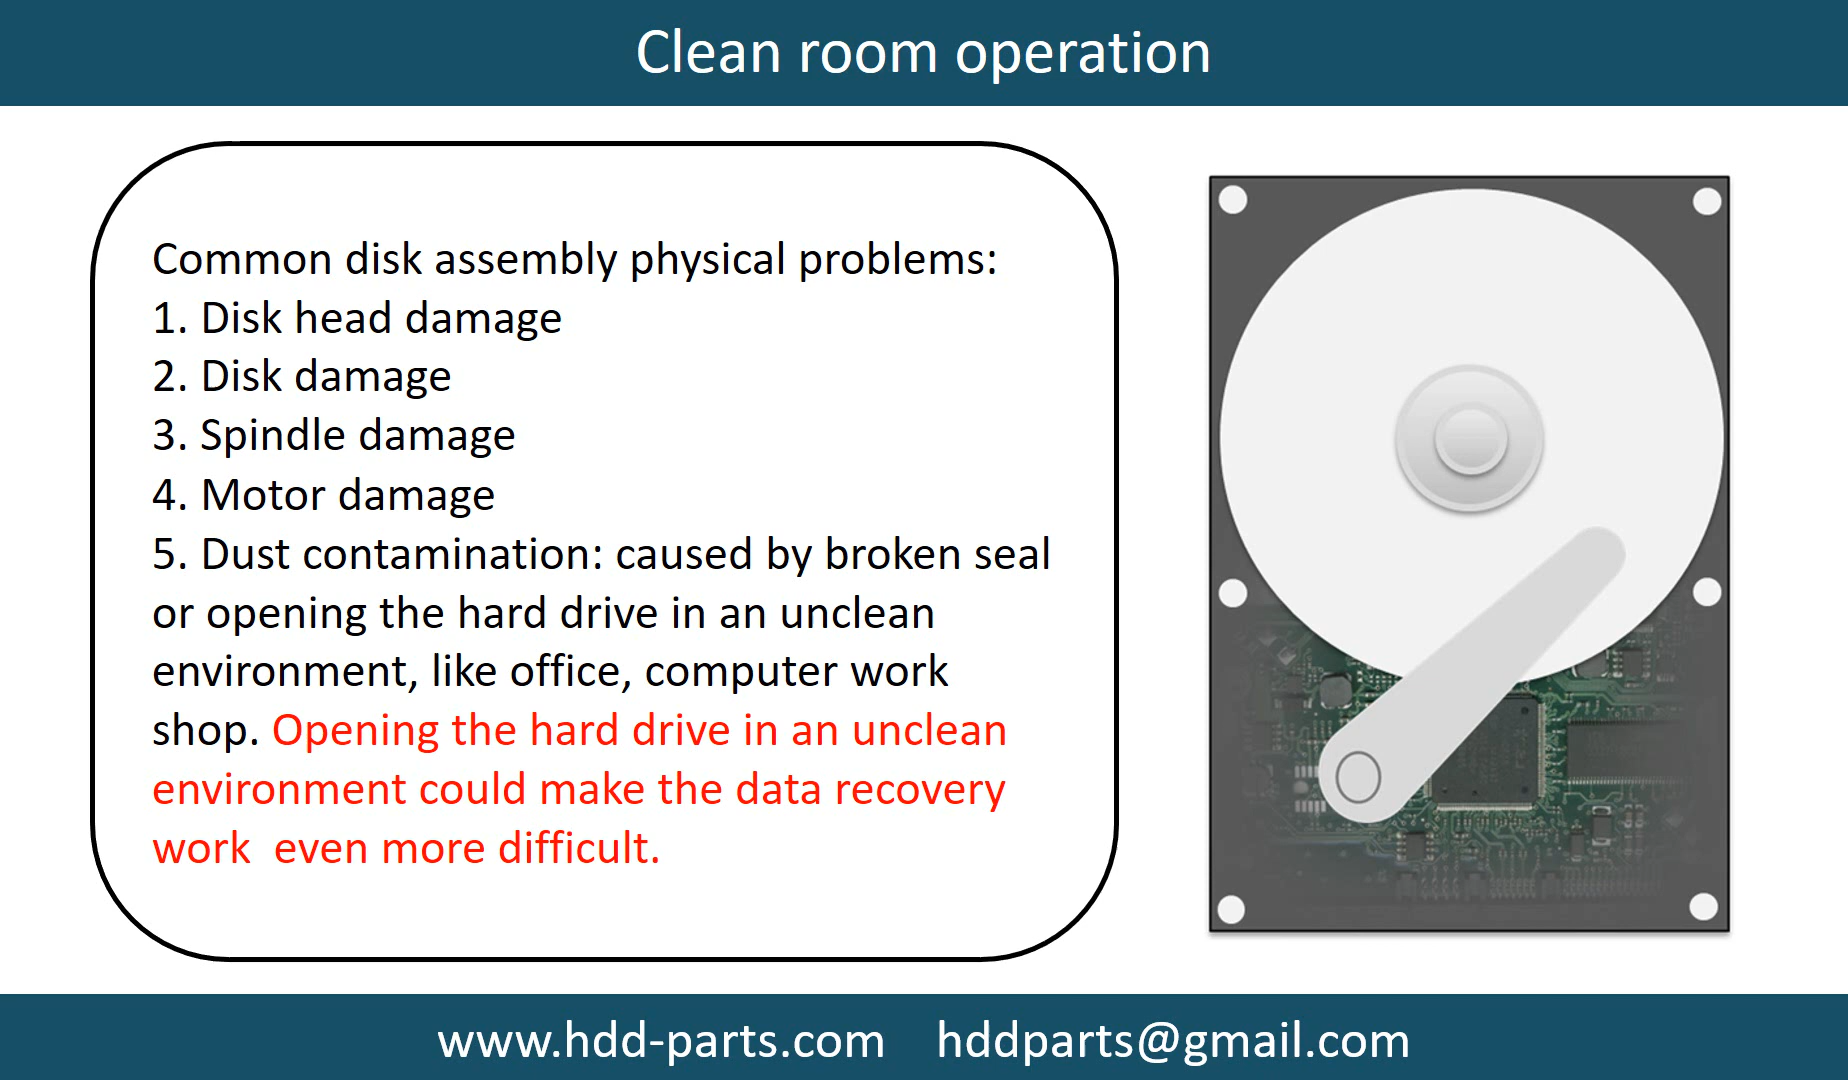 Clean room operation
Common disk assembly physical problems:
1. Disk head damage
2. Disk damage
3. Spindle damage
4. Motor damage
5. Dust contamination: caused by broken seal
or opening the hard drive in an unclean
environment, like office, computer work
shop. Opening the hard drive in an unclean
environment could make the data recovery
work  even more difficult.
www.hdd-parts.com    hddparts@gmail.com